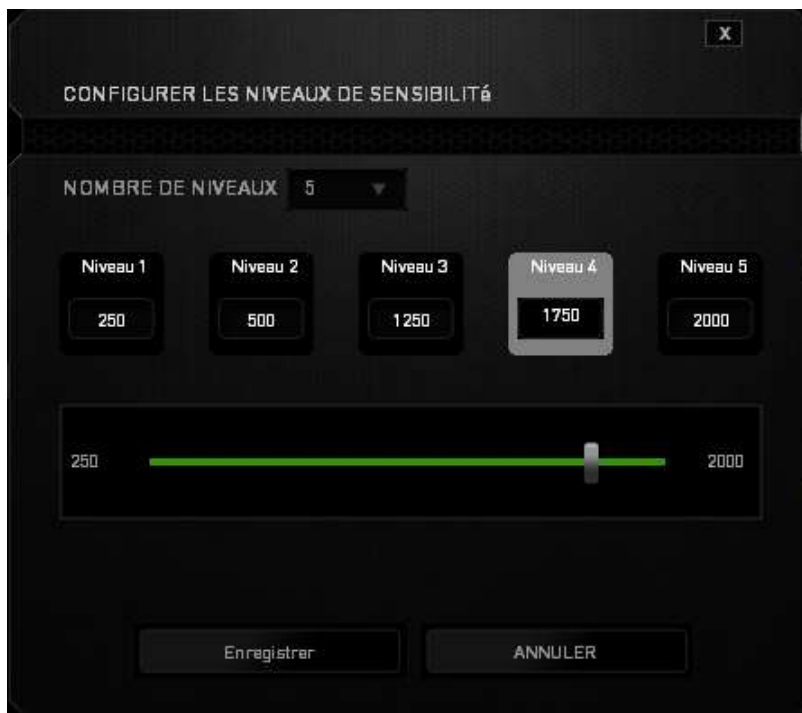 X
CONFIGURER LES NIVEAUX DE SENSIBILITé
NOMBRE DE NIVEAUX 5
Niveau 1 Niveau 2 Niveau 3 Niveau 4 Niveau 5
250 500 1250 1750 2000
250 2000
Enregistrer ANNULER